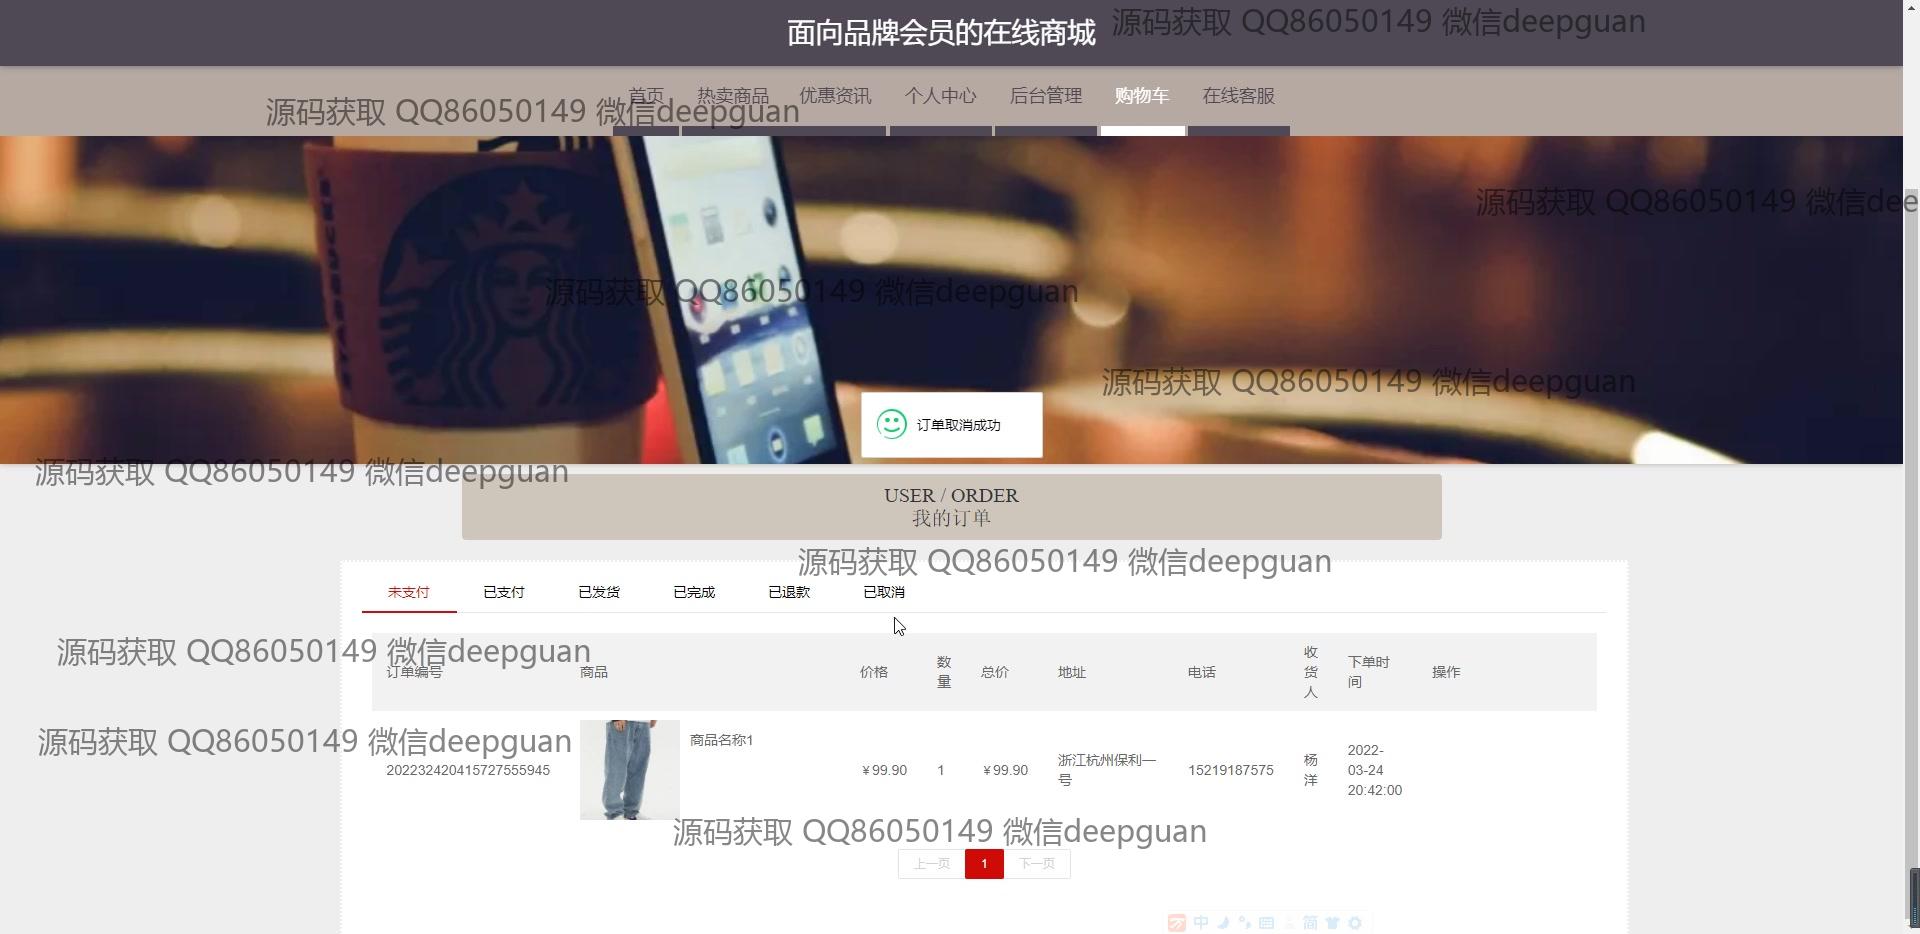 面向品牌会员的在线商城
源码获取 QQ86050149 微信deepguan
首页 热卖商品 优惠资讯 个人中心 后台管理 购物车 在线客服
源码获取 QQ86050149 微信deepguan
源码获取 QQ86050149 微信dee
源码获取 QQ86050149 微信deepguan
源码获取 QQ86050149 微信deepguan
订单取消成功
源码获取 QQ86050149 微信deepguan
USER / ORDER
我的订单
源码获取 QQ86050149 微信deepguan
未支付 已支付 已发货 已完成 已退款 已取消
源码获取 QQ86050149 微信deepguan
订单编号 商品 价格 数量 总价 地址 电话 收货人 下单时间 操作
源码获取 QQ86050149 微信deepguan
商品名称1
202232420415727555945 ￥99.90 1 ￥99.90 浙江杭州保利一号 15219187575 杨洋 2022-03-24 20:42:00
源码获取 QQ86050149 微信deepguan
上一页 1 下一页
中 简